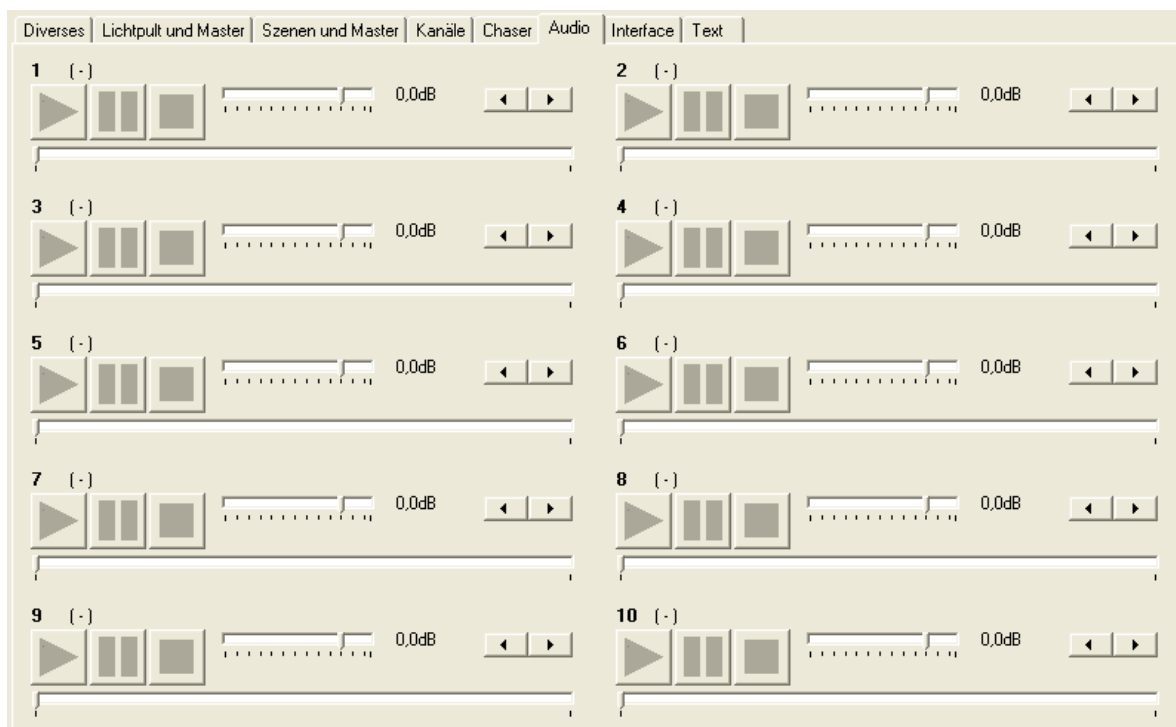 Diverses Lichtpult und Master Szenen und Master Kanäle Chaser Audio Interface Text
1 (-) 2 (-)
0,0dB 0,0dB
3 (-) 4 (-)
0,0dB 0,0dB
5 (-) 6 (-)
0,0dB 0,0dB
7 (-) 8 (-)
0,0dB 0,0dB
9 (-) 10 (-)
0,0dB 0,0dB